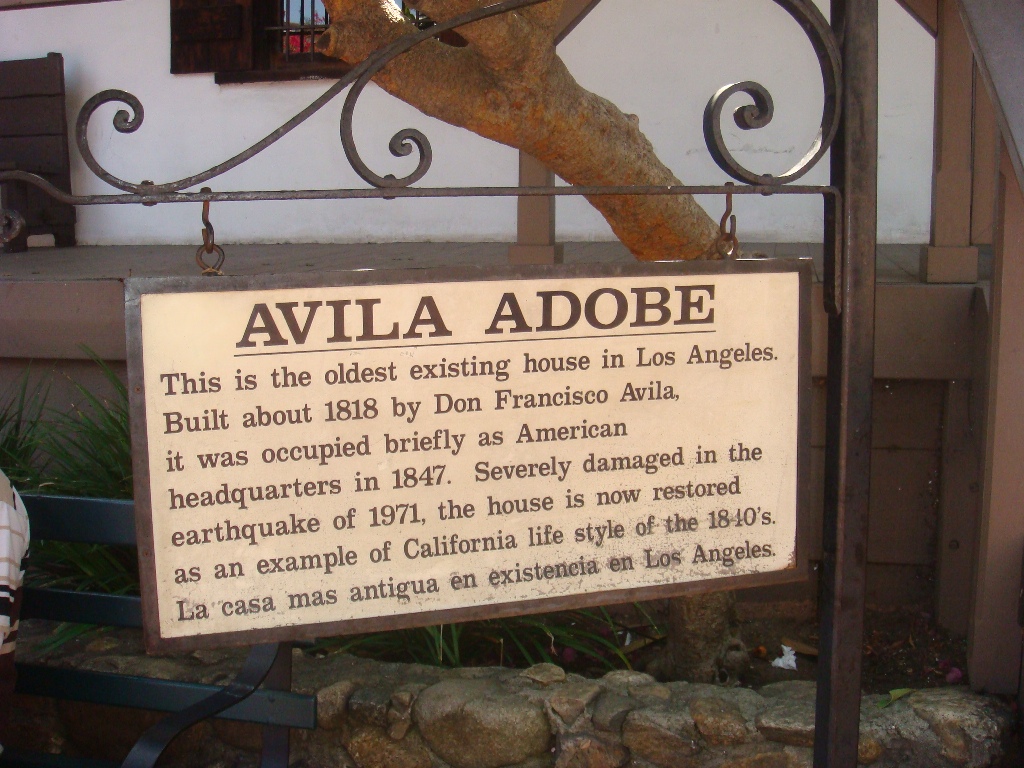 AVILA ADOBE
This is the oldest existing house in Los Angeles.
Built about 1818 by Don Francisco Avila,
it was occupied briefly as American
headquarters in 1847. Severely damaged in the
earthquake of 1971, the house is now restored
as an example of California life style of the 1840's.
La casa mas antigua en existencia en Los Angeles.